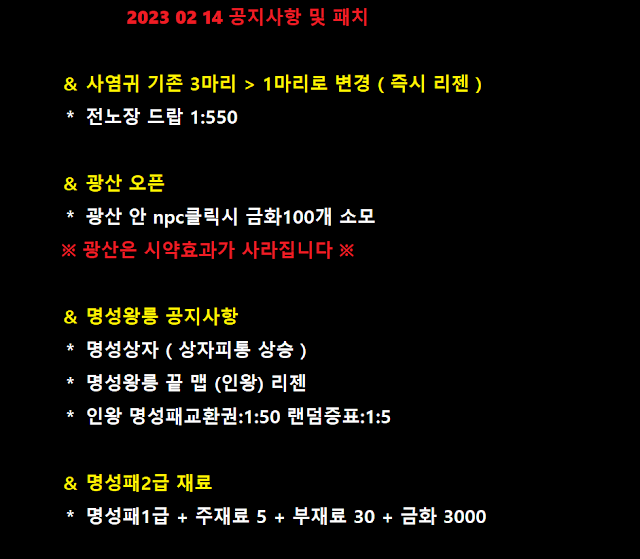 2023 02 14 공지사항 및 패치
& 사염귀 기존 3마리 > 1마리로 변경 ( 즉시 리젠 )
* 전노장 드랍 1:550
& 광산 오픈
* 광산 안 npc클릭시 금화100개 소모
※ 광산은 시약효과가 사라집니다 ※
& 명성왕릉 공지사항
* 명성상자 ( 상자피통 상승 )
* 명성왕릉 끝 맵 (인왕) 리젠
* 인왕 명성패교환권:1:50 랜덤증표:1:5
& 명성패2급 재료
* 명성패1급 + 주재료 5 + 부재료 30 + 금화 3000